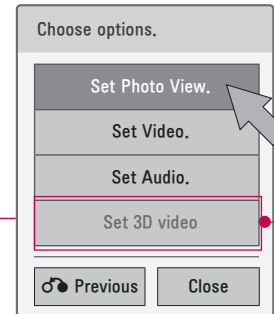 Choose options.
Set Photo View.
Set Video.
Set Audio.
Set 3D video
Previous
Close